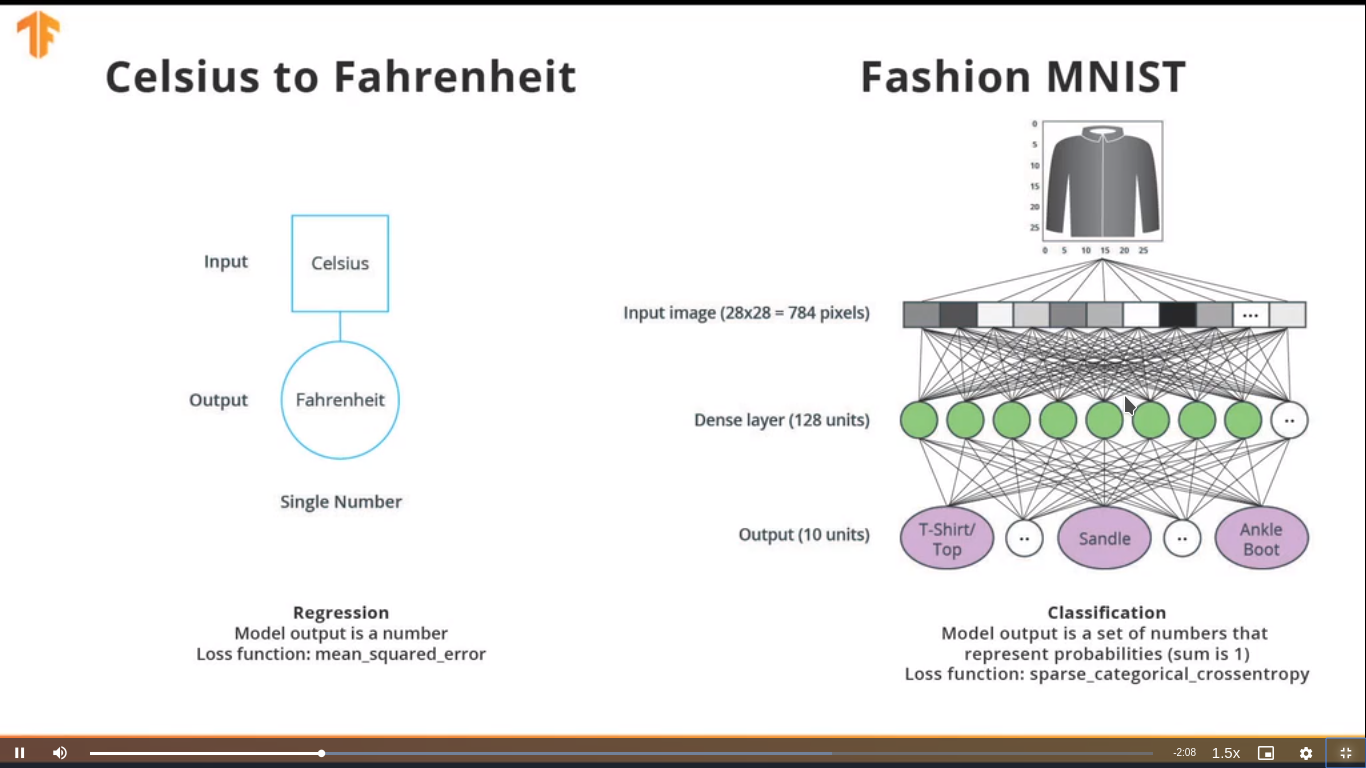 Celsius to Fahrenheit
Input
Celsius
Output
Fahrenheit
Single Number
Regression
Model output is a number
Loss function: mean_squared_error
Fashion MNIST
0
5
10
15
20
25
0 5 10 15 20 25
Input image (28x28 = 784 pixels)
...
Dense layer (128 units)
..
Output (10 units)
T-Shirt/
Top
..
Sandle
..
Ankle
Boot
Classification
Model output is a set of numbers that
represent probabilities (sum is 1)
Loss function: sparse_categorical_crossentropy
-2:08 1.5x